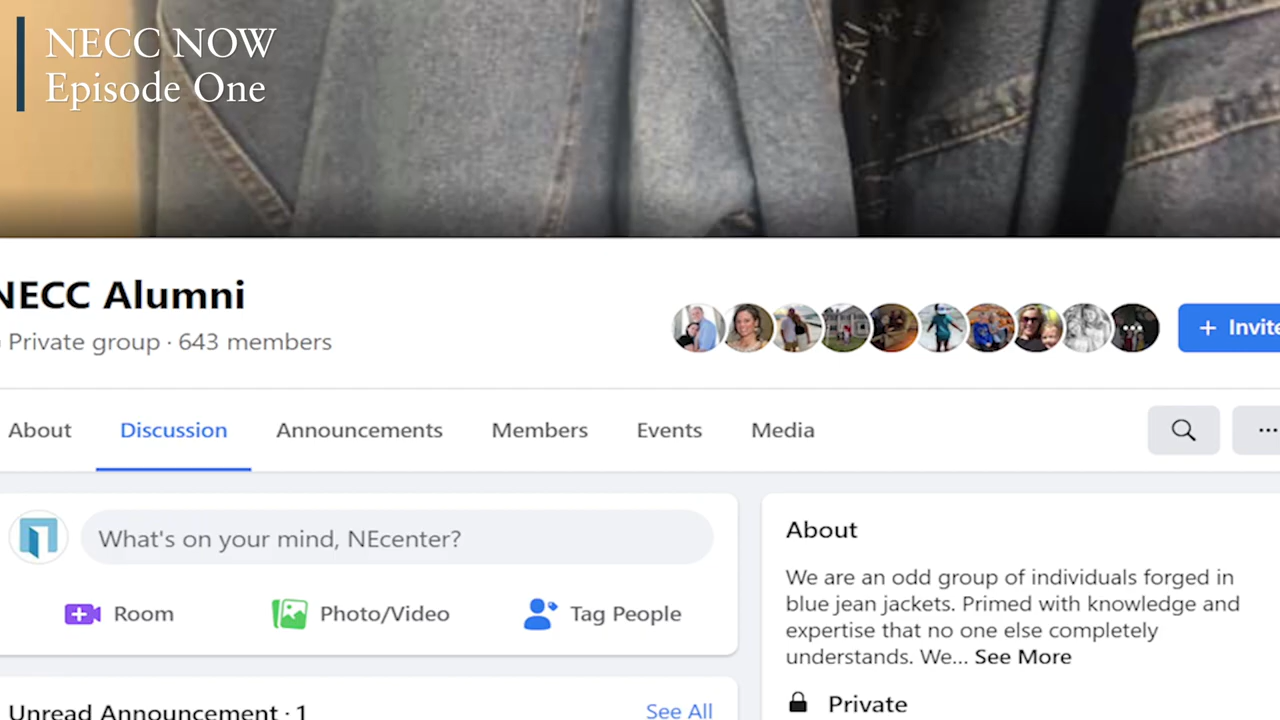 NECC NOW
Episode One
NECC Alumni
Private group · 643 members
+ Invite
About
Discussion
Announcements
Members
Events
Media
What's on your mind, NEcenter?
Room
Photo/Video
Tag People
About
We are an odd group of individuals forged in
blue jean jackets. Primed with knowledge and
expertise that no one else completely
understands. We... See More
Private
Unread Announcement · 1
See All